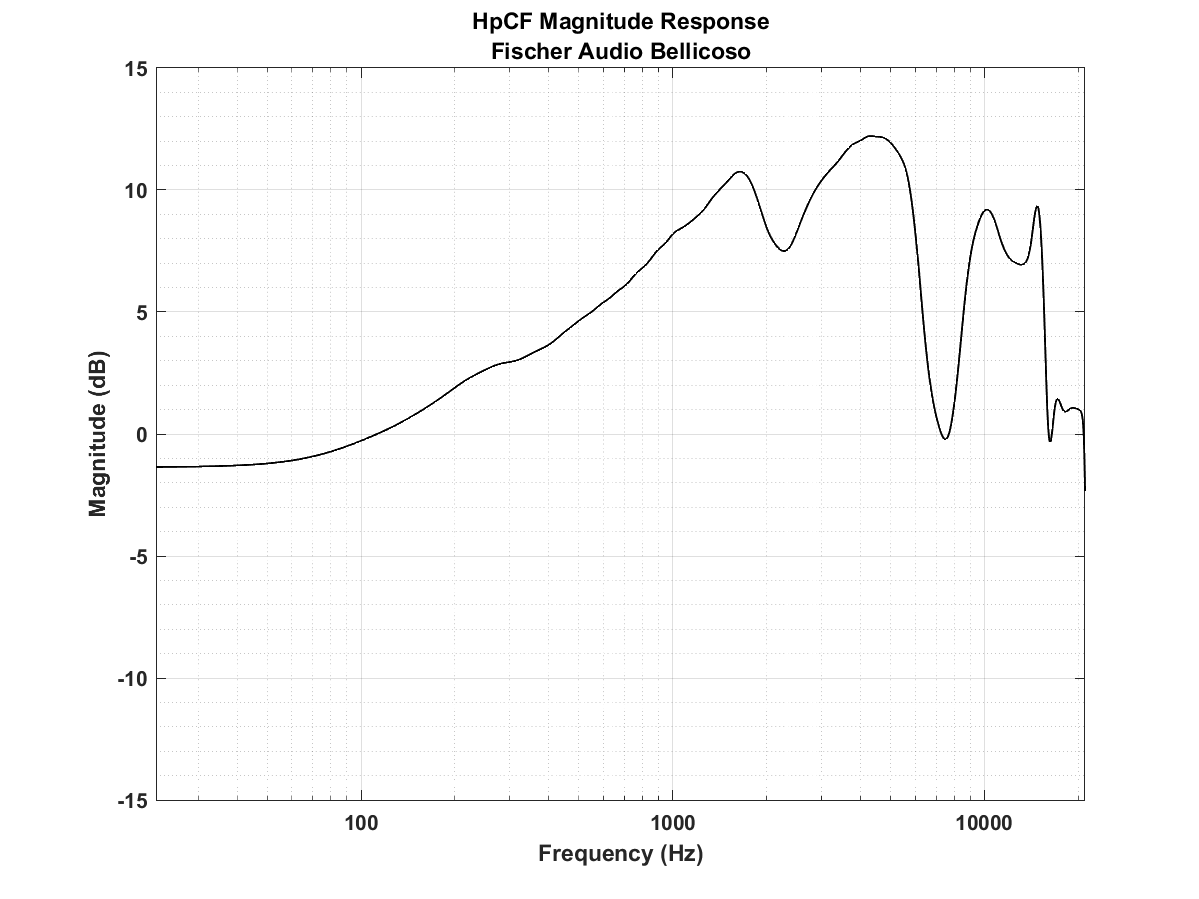 HpCF Magnitude Response
Fischer Audio Bellicoso
15
10
5
0
-5
-10
-15
Magnitude (dB)
100
1000
10000
Frequency (Hz)